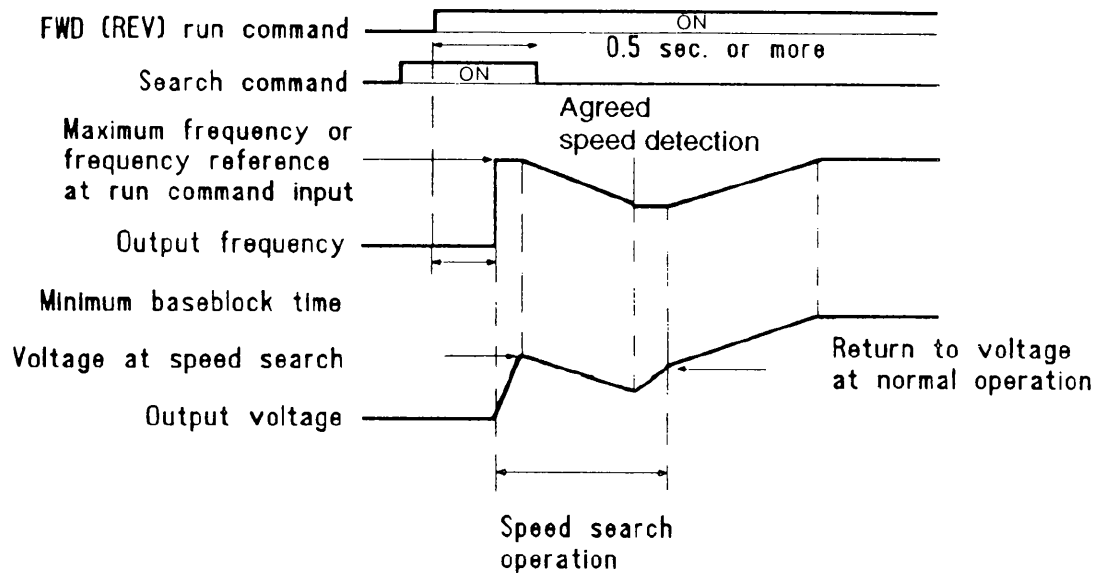 FWD (REV) run command
ON
0.5 sec. or more
Search command
ON
Agreed
speed detection
Maximum frequency or
frequency reference
at run command input
Output frequency
Minimum baseblock time
Voltage at speed search
Return to voltage
at normal operation
Output voltage
Speed search
operation